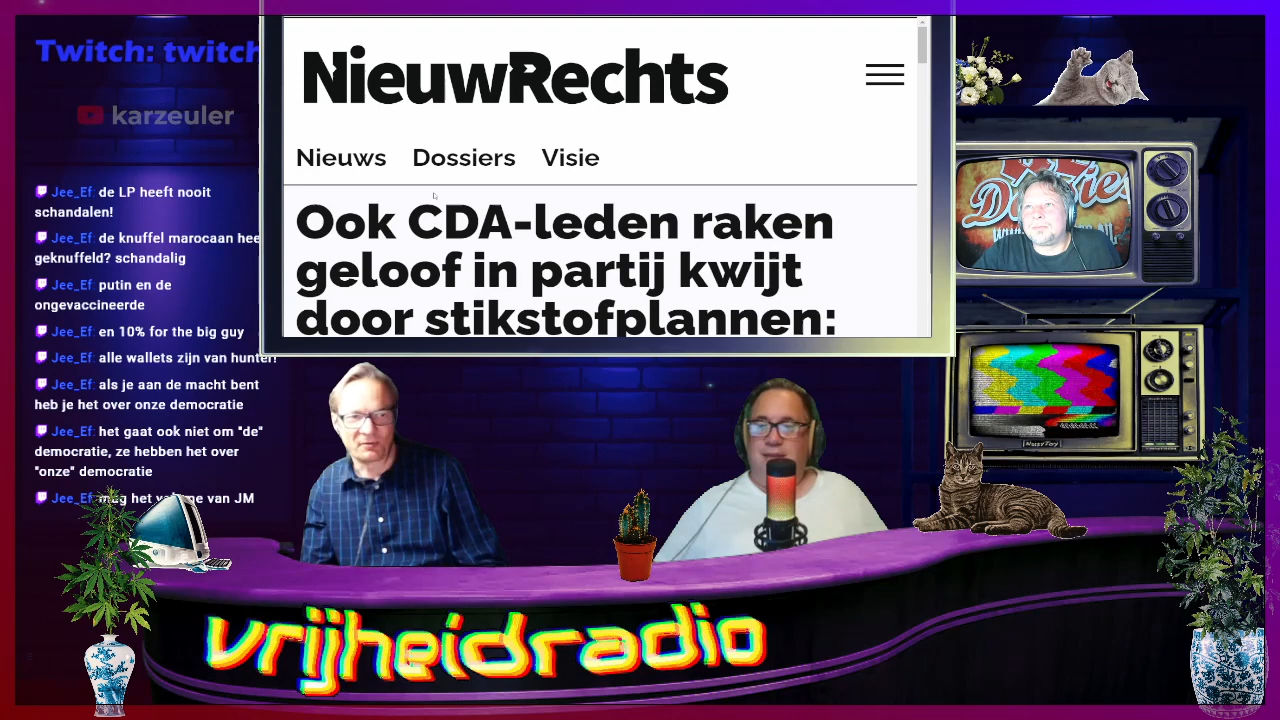 Twitch: twitch
karzeuler
Jee_Ef: de LP heeft nooit
schandalen!
Jee_Ef: de knuffel marocaan hee
geknuffeld? schandalig
Jee_Ef: putin en de
ongevaccineerde
Jee_Ef: en 10% for the big guy
Jee_Ef: alle wallets zijn van hunter!
Jee_Ef: als je aan de macht bent
heb je het over onze democratie
Jee_Ef: het gaat ook niet om "de"
democratie, ze hebben het over
"onze" democratie
Jee_Ef: mag het van JM
NieuwRechts
Nieuws Dossiers Visie
Ook CDA-leden raken
geloof in partij kwijt
door stikstofplannen:
vrijheidradio